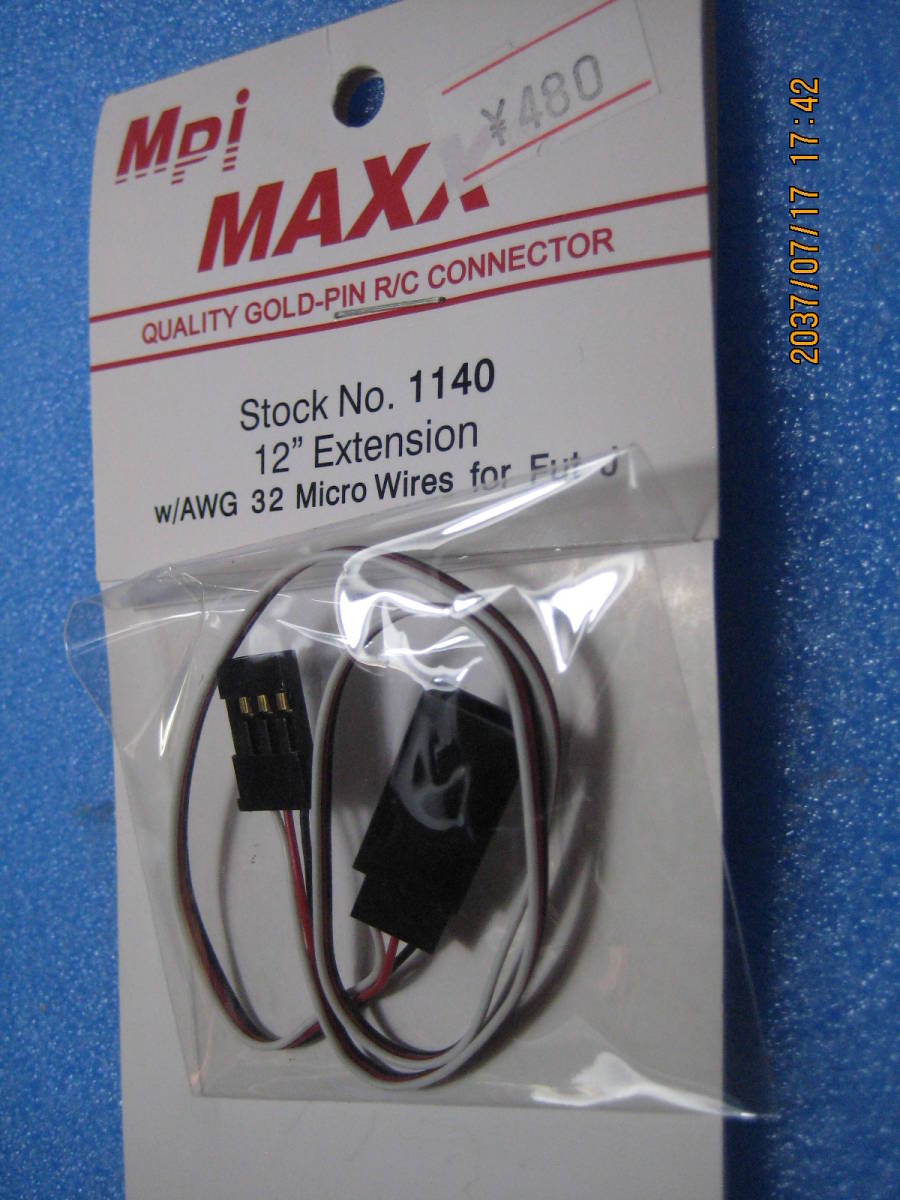 Mpi
¥480
MAXX
QUALITY GOLD-PIN R/C CONNECTOR
Stock No. 1140
12” Extension
w/AWG 32 Micro Wires for Fut J
2037/07/17 17:42